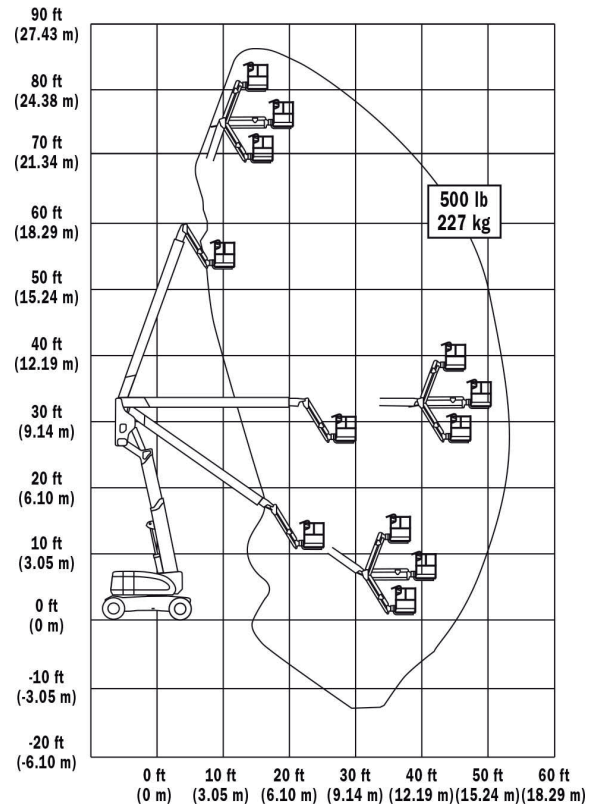 90 ft
(27.43 m)
80 ft
(24.38 m)
70 ft
(21.34 m)
60 ft
(18.29 m)
50 ft
(15.24 m)
40 ft
(12.19 m)
30 ft
(9.14 m)
20 ft
(6.10 m)
10 ft
(3.05 m)
0 ft
(0 m)
-10 ft
(-3.05 m)
-20 ft
(-6.10 m)
500 lb
227 kg
0 ft 10 ft 20 ft 30 ft 40 ft 50 ft 60 ft
(0 m) (3.05 m) (6.10 m) (9.14 m) (12.19 m) (15.24 m) (18.29 m)